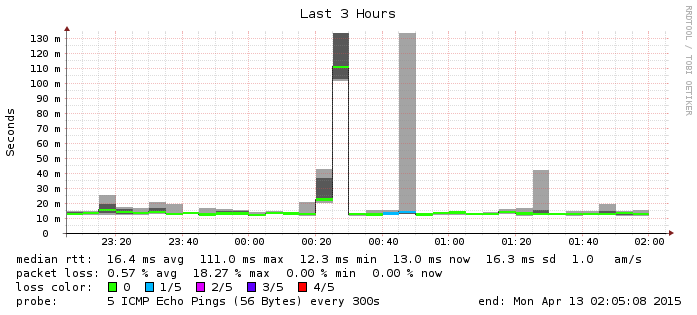 Last 3 Hours
RRDTOOL / TOBI OETIKER
Seconds
130 m
120 m
110 m
100 m
90 m
80 m
70 m
60 m
50 m
40 m
30 m
20 m
10 m
0
23:20 23:40 00:00 00:20 00:40 01:00 01:20 01:40 02:00
median rtt: 16.4 ms avg 111.0 ms max 12.3 ms min 13.0 ms now 16.3 ms sd 1.0 am/s
packet loss: 0.57 % avg 18.27 % max 0.00 % min 0.00 % now
loss color: 0 1/5 2/5 3/5 4/5
probe: 5 ICMP Echo Pings (56 Bytes) every 300s end: Mon Apr 13 02:05:08 2015